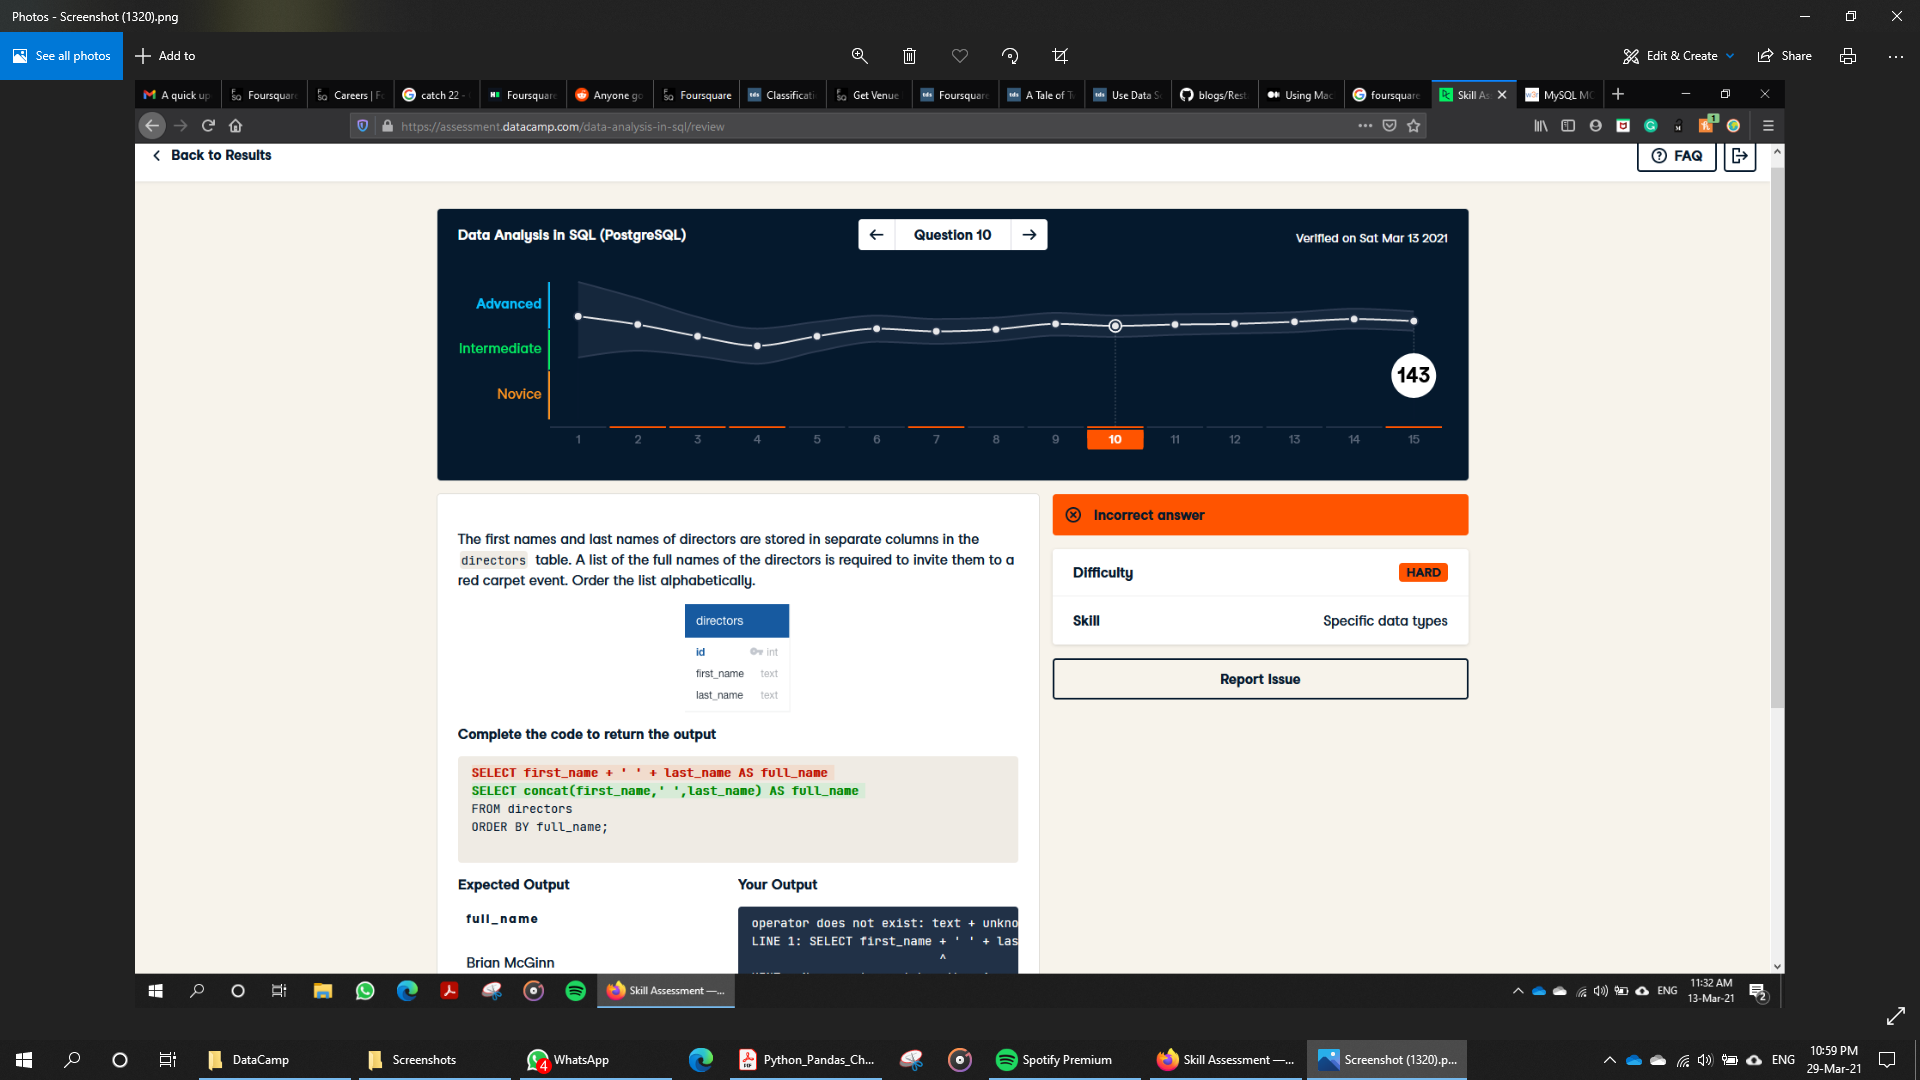 Photos - Screenshot (1320).png
See all photos
Add to
Edit & Create
Share
A quick up
Foursquar
Careers | F
catch 22 -
Foursquar
Anyone go
Foursquare
Classificati
Get Venue
Foursquar
A Tale of T
Use Data S
blogs/Rest
Using Mac
foursquare
Skill As
MySQL MC
https://assessment.datacamp.com/data-analysis-in-sql/review
1
Back to Results
FAQ
Data Analysis in SQL (PostgreSQL)
Question 10
Verified on Sat Mar 13 2021
Advanced
Intermediate
Novice
143
1 2 3 4 5 6 7 8 9 10 11 12 13 14 15
The first names and last names of directors are stored in separate columns in the
directors table. A list of the full names of the directors is required to invite them to a
red carpet event. Order the list alphabetically.
directors
id int
first_name text
last_name text
Complete the code to return the output
SELECT first_name + ' ' + last_name AS full_name
SELECT concat(first_name,' ',last_name) AS full_name
FROM directors
ORDER BY full_name;
Expected Output
Your Output
full_name
Brian McGinn
operator does not exist: text + unkno
LINE 1: SELECT first_name + ' ' + las
^
Incorrect answer
Difficulty
HARD
Skill
Specific data types
Report Issue
Skill Assessment —...
ENG
11:32 AM
13-Mar-21
2
DataCamp
Screenshots
4
WhatsApp
Python_Pandas_Ch...
Spotify Premium
Skill Assessment —...
Screenshot (1320).p...
ENG
10:59 PM
29-Mar-21